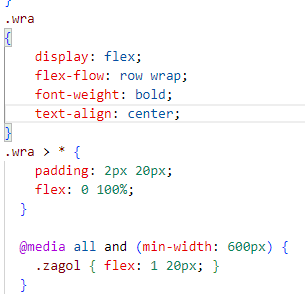 }
.wra
{
display: flex;
flex-flow: row wrap;
font-weight: bold;
text-align: center;
}
.wra > * {
padding: 2px 20px;
flex: 0 100%;
}
@media all and (min-width: 600px) {
.zagol { flex: 1 20px; }
}